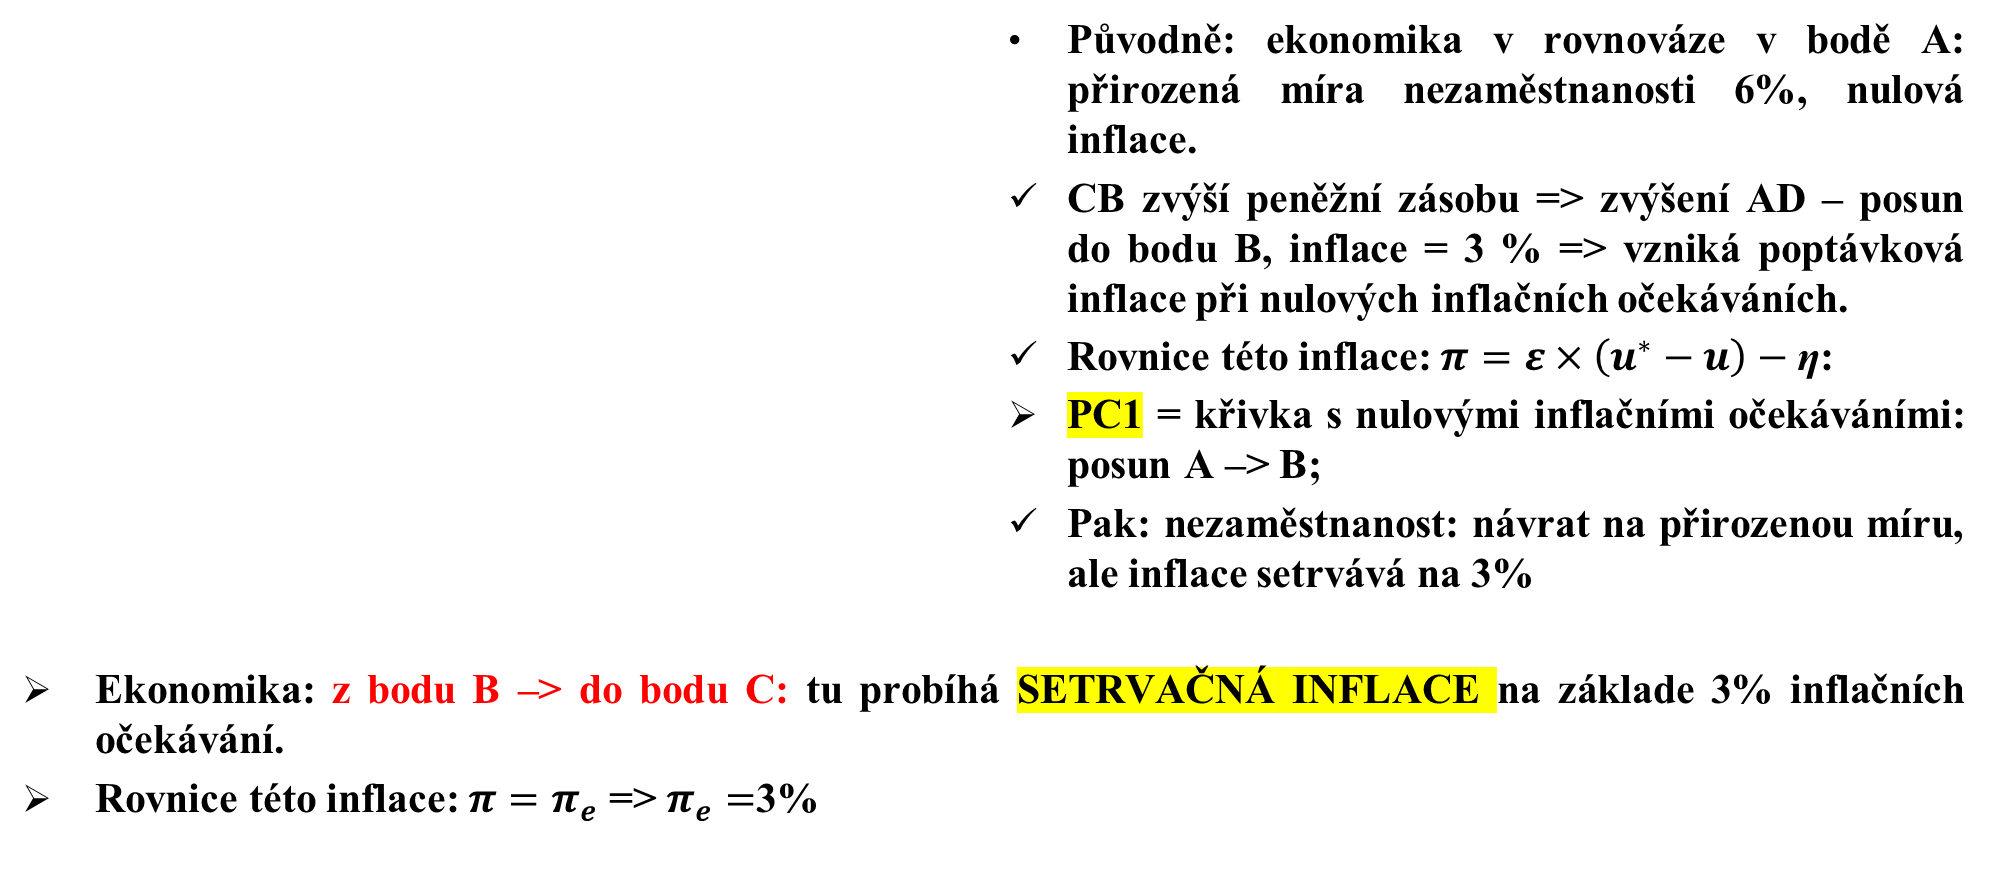 • Původně: ekonomika v rovnováze v bodě A:
přirozená míra nezaměstnanosti 6%, nulová
inflace.
✓ CB zvýší peněžní zásobu => zvýšení AD – posun
do bodu B, inflace = 3 % => vzniká poptávková
inflace při nulových inflačních očekáváních.
✓ Rovnice této inflace: π = ε × (u* − u) − η:
➢ PC1 = křivka s nulovými inflačními očekáváními:
posun A –> B;
✓ Pak: nezaměstnanost: návrat na přirozenou míru,
ale inflace setrvává na 3%
➢ Ekonomika: z bodu B –> do bodu C: tu probíhá SETRVAČNÁ INFLACE na základe 3% inflačních
očekávání.
➢ Rovnice této inflace: π = πₑ => πₑ =3%